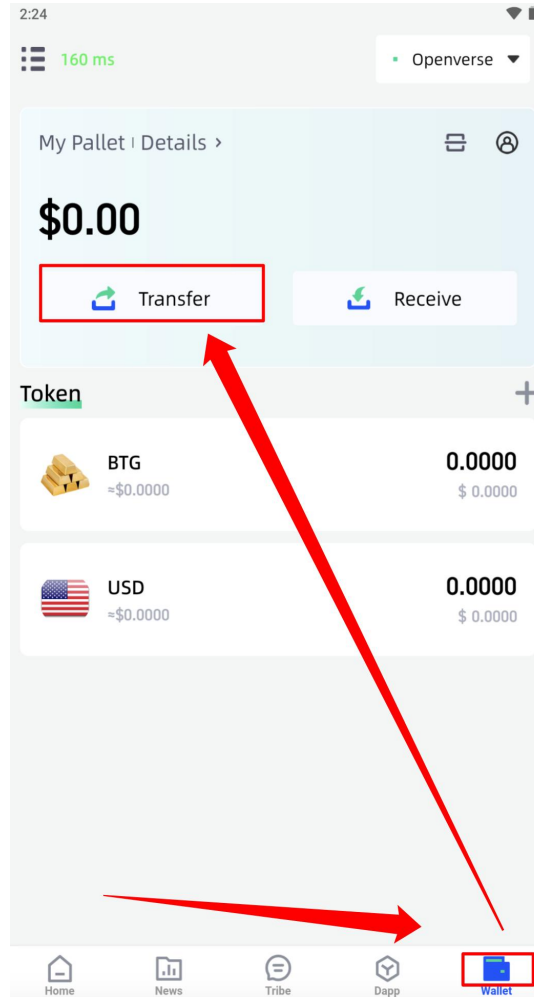 2:24
160 ms
Openverse
My Pallet | Details >
$0.00
Transfer
Receive
Token
BTG
0.0000
≈$0.0000
$ 0.0000
USD
0.0000
≈$0.0000
$ 0.0000
Home
News
Tribe
Dapp
Wallet